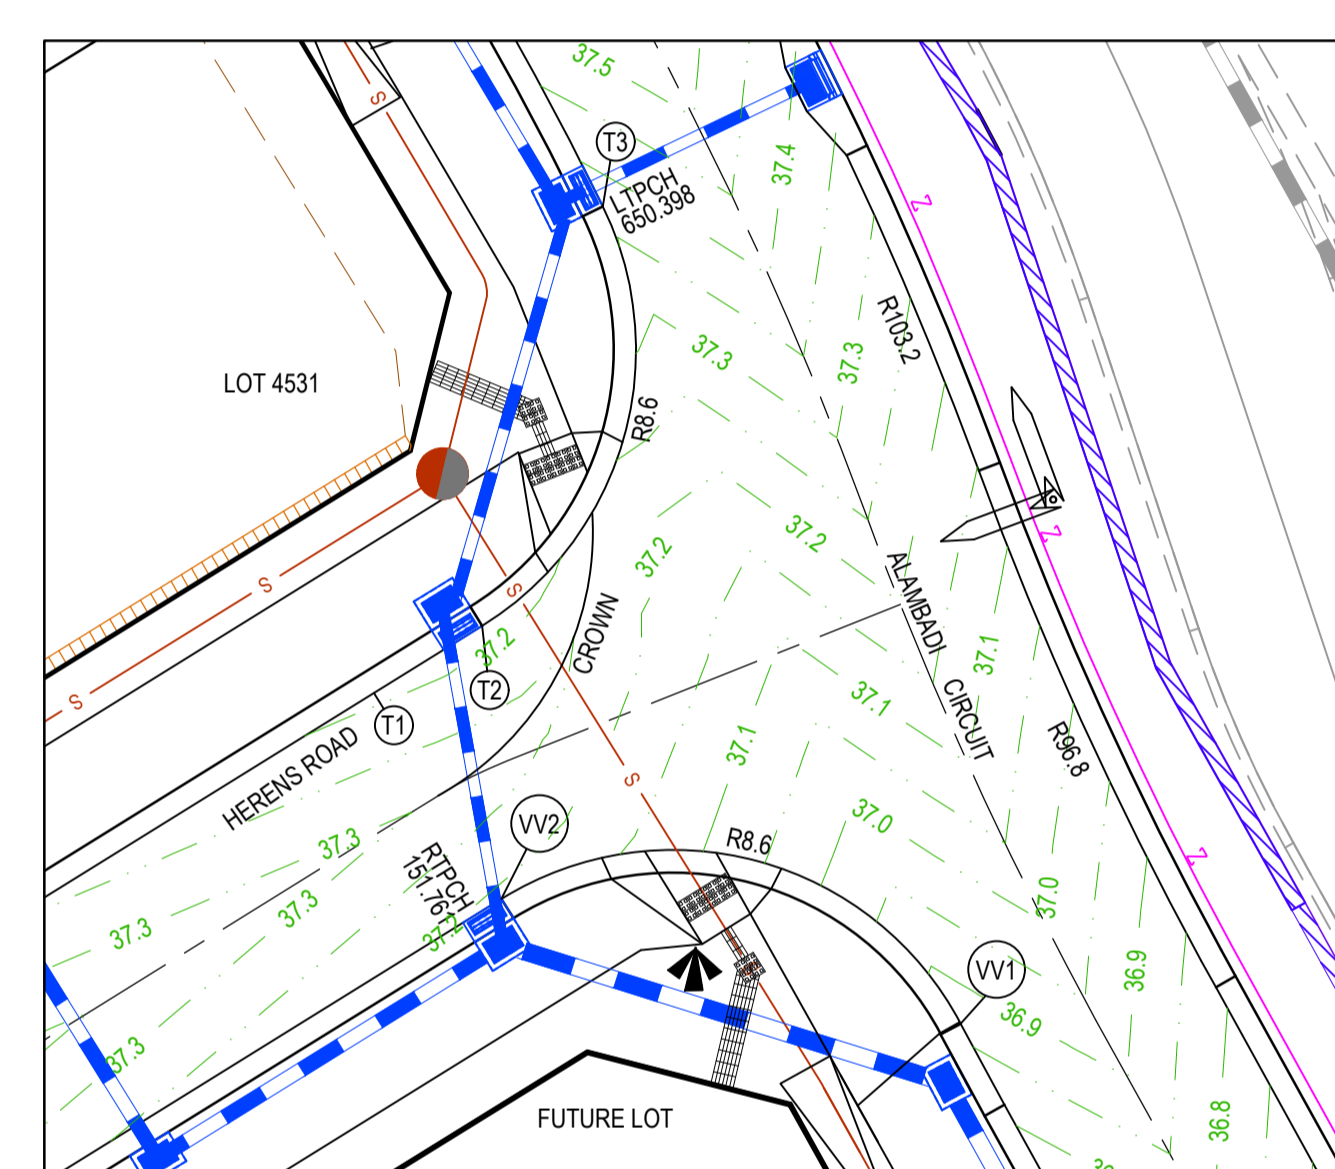 37.5
S
T3
37.4
LTPCH
650.398
Z
R103.2
37.3
37.3
LOT 4531
R8.6
37.2
37.2
Z
S
S
ALAMBADI CIRCUIT
CROWN
37.2
37.1
T2
37.1
S
T1
HERENS ROAD
37.1
R96.8
S
VV2
37.0
R8.6
37.3
Z
RTPCH
151.761
37.0
37.3
37.3
37.2
VV1
36.9
36.9
37.3
FUTURE LOT
36.8